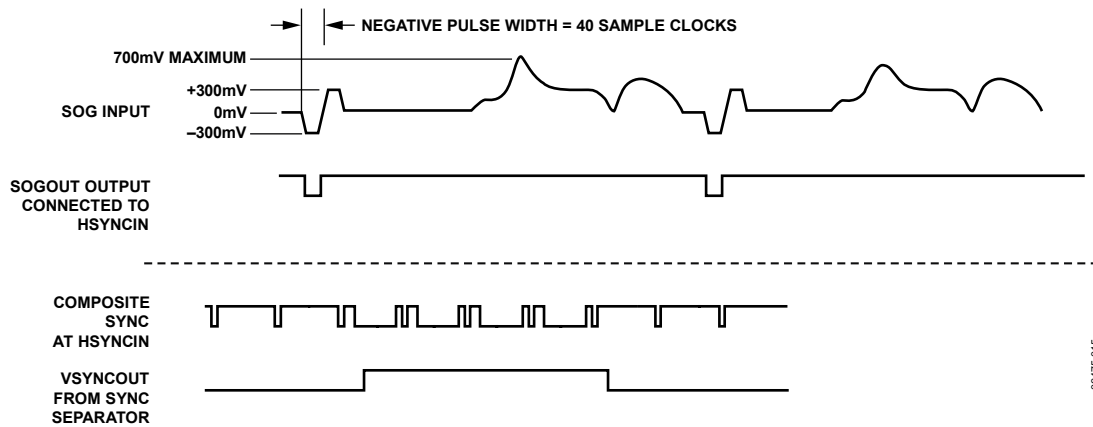 NEGATIVE PULSE WIDTH = 40 SAMPLE CLOCKS
700mV MAXIMUM
+300mV
SOG INPUT
0mV
–300mV
SOGOUT OUTPUT
CONNECTED TO
HSYNCIN
COMPOSITE
SYNC
AT HSYNCIN
VSYNCOUT
FROM SYNC
SEPARATOR